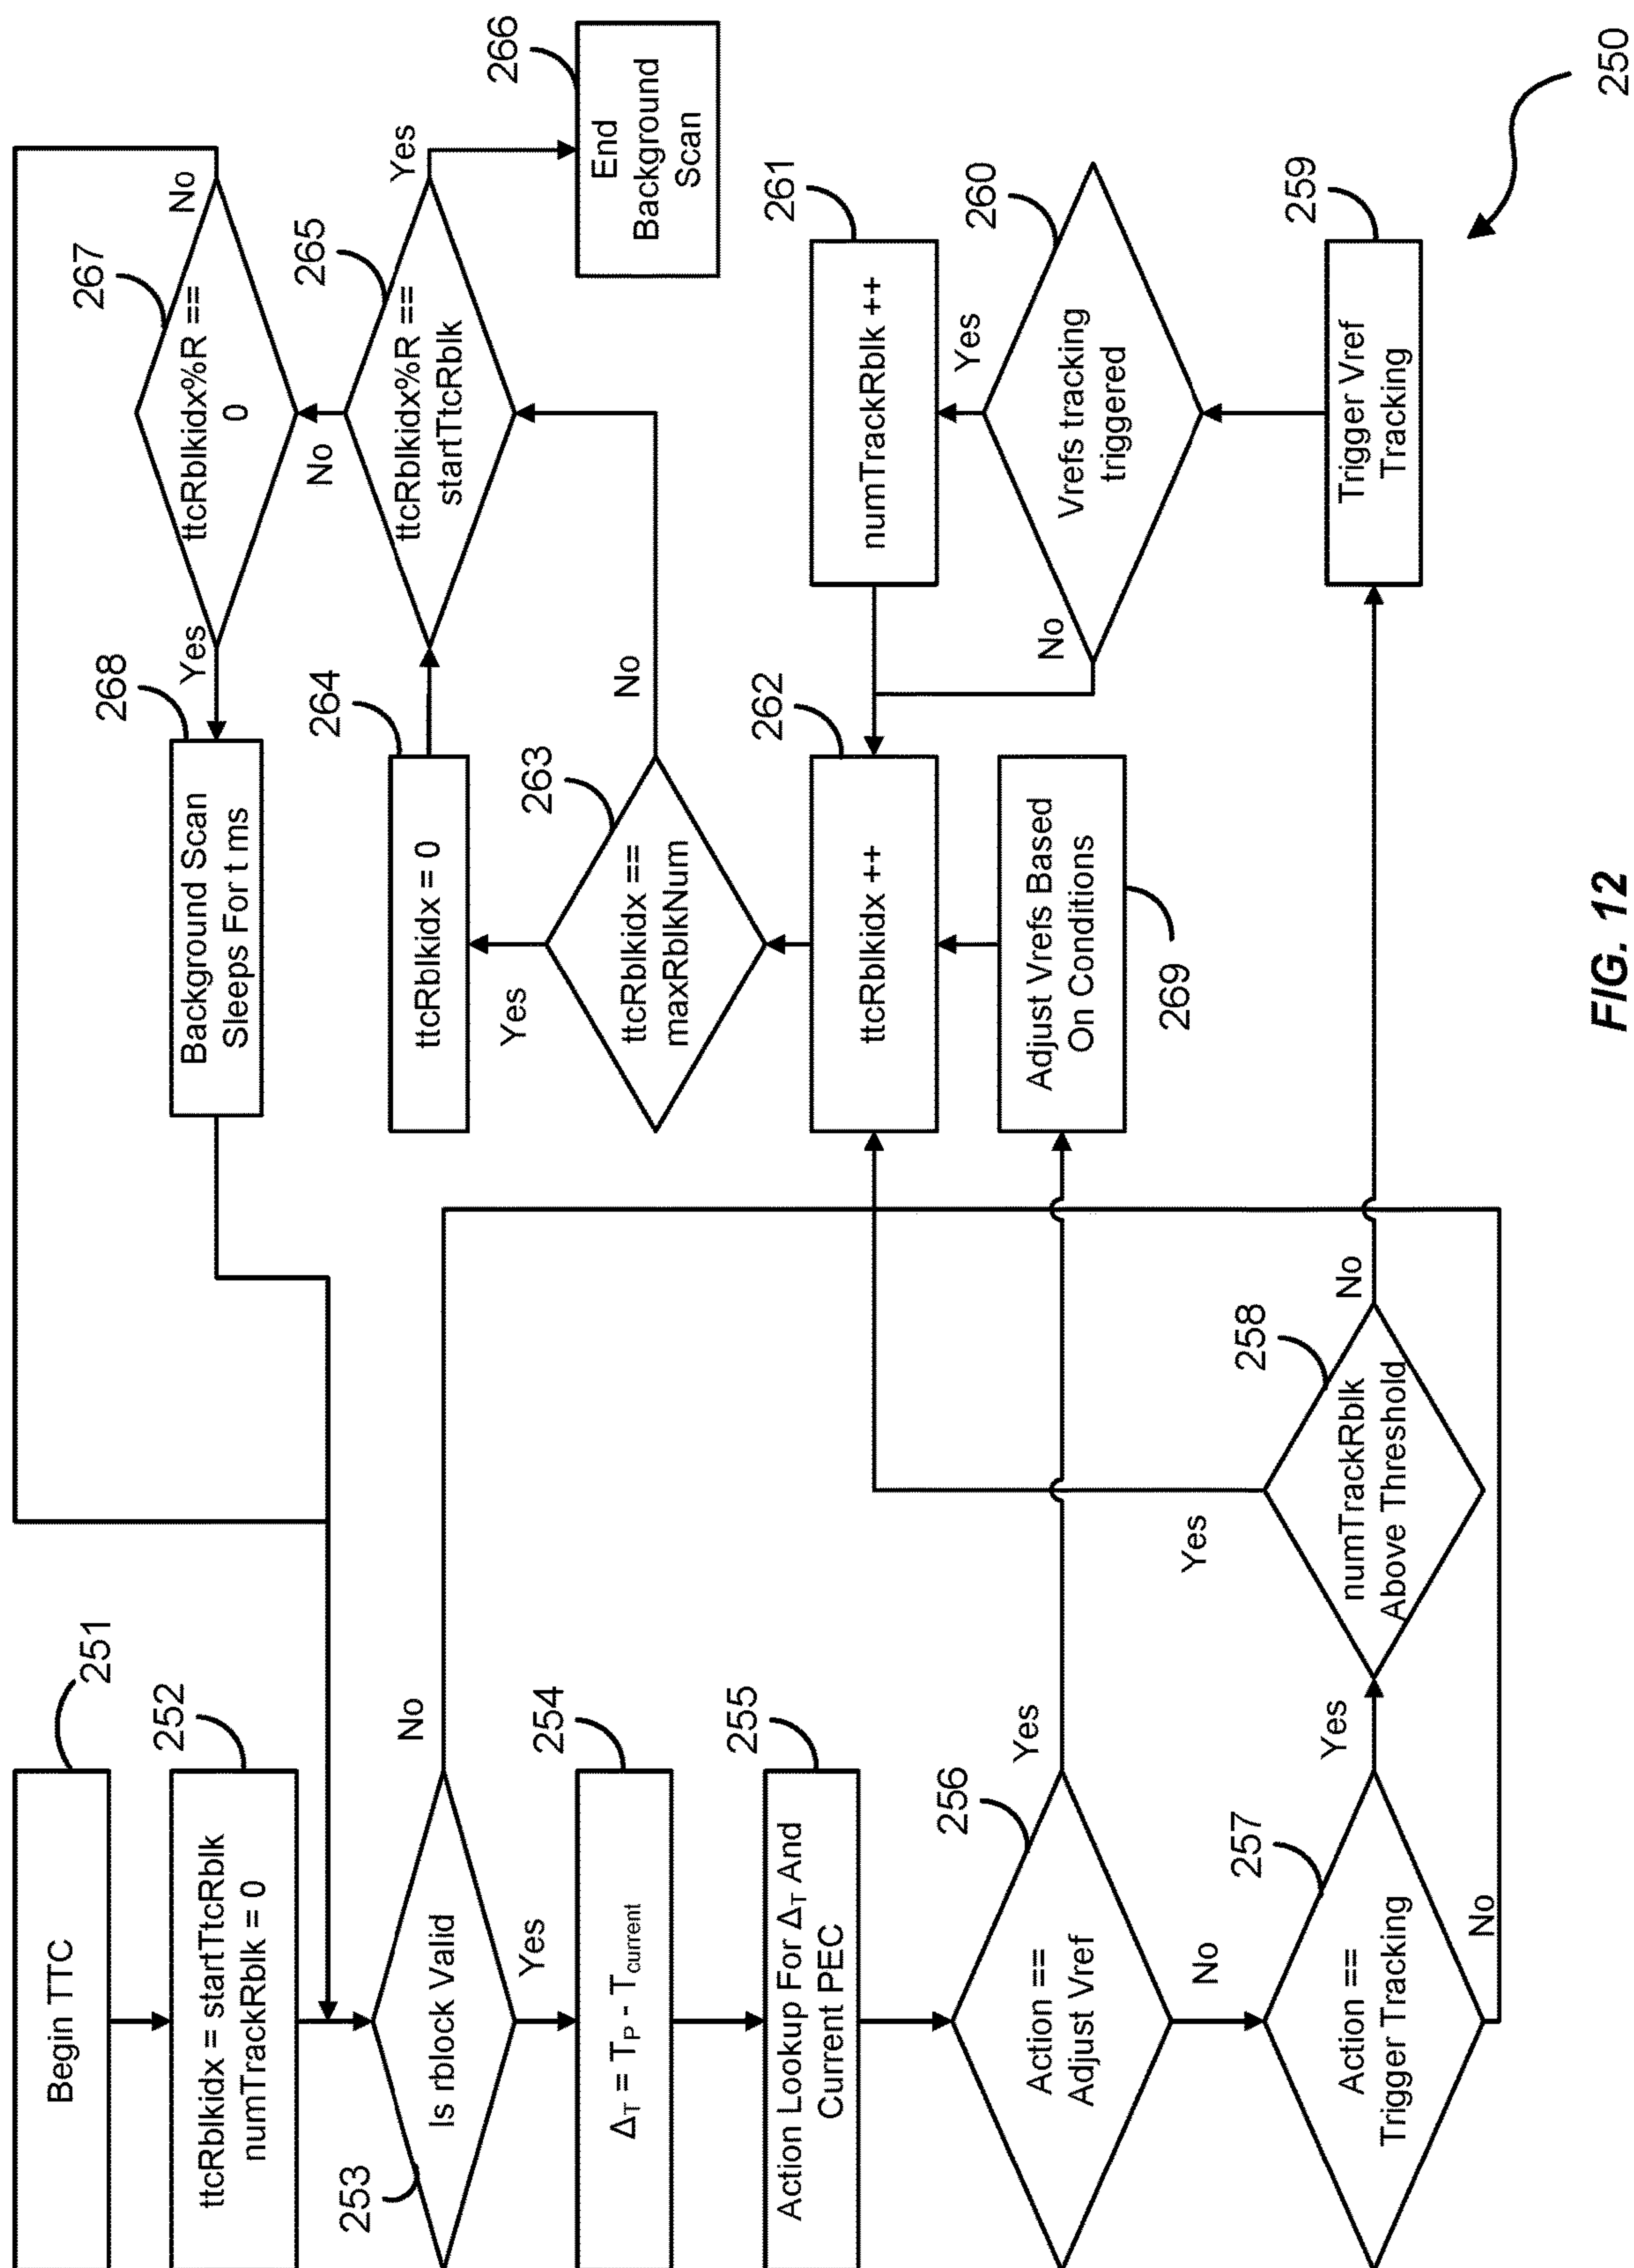 Begin TTC
251
ttcRblkidx = startTtcRblk
numTrackRblk = 0
252
Is rblock Valid
253
No
Yes
ΔT = TP - Tcurrent
254
Action Lookup For ΔT And
Current PEC
255
Action ==
Adjust Vref
256
Yes
No
Action ==
Trigger Tracking
257
Yes
No
numTrackRblk
Above Threshold
258
Yes
No
Trigger Vref
Tracking
259
Vrefs tracking
triggered
260
Yes
No
numTrackRblk ++
261
ttcRblkidx ++
262
Adjust Vrefs Based
On Conditions
269
ttcRblkidx ==
maxRblkNum
263
Yes
No
ttcRblkidx = 0
264
ttcRblkidx%R ==
startTtcRblk
265
Yes
No
End
Background
Scan
266
ttcRblkidx%R ==
0
267
No
Yes
Background Scan
Sleeps For t ms
268
250
FIG. 12